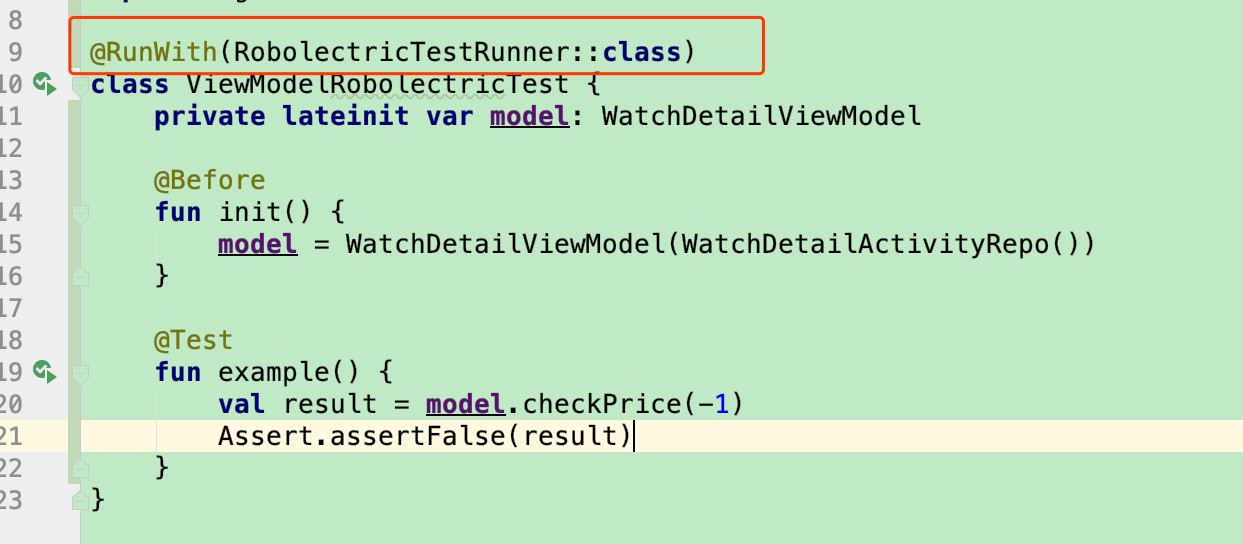 8
9 @RunWith(RobolectricTestRunner::class)
10 class ViewModelRobolectricTest {
11 private lateinit var model: WatchDetailViewModel
12
13 @Before
14 fun init() {
15 model = WatchDetailViewModel(WatchDetailActivityRepo())
16 }
17
18 @Test
19 fun example() {
20 val result = model.checkPrice(-1)
21 Assert.assertFalse(result)
22 }
23 }